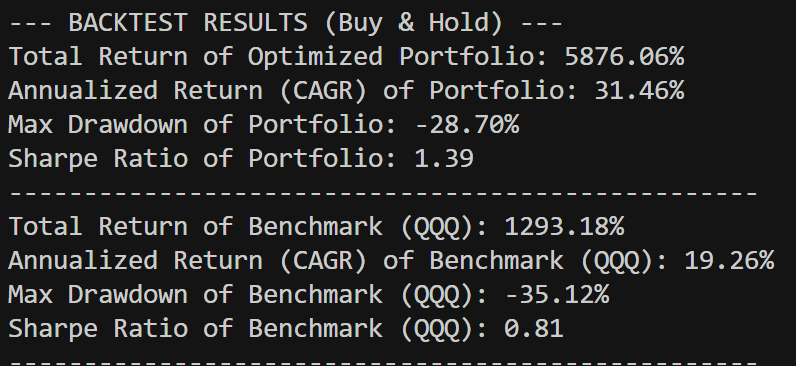 --- BACKTEST RESULTS (Buy & Hold) ---
Total Return of Optimized Portfolio: 5876.06%
Annualized Return (CAGR) of Portfolio: 31.46%
Max Drawdown of Portfolio: -28.70%
Sharpe Ratio of Portfolio: 1.39
--------------------------------------------------
Total Return of Benchmark (QQQ): 1293.18%
Annualized Return (CAGR) of Benchmark (QQQ): 19.26%
Max Drawdown of Benchmark (QQQ): -35.12%
Sharpe Ratio of Benchmark (QQQ): 0.81
--------------------------------------------------